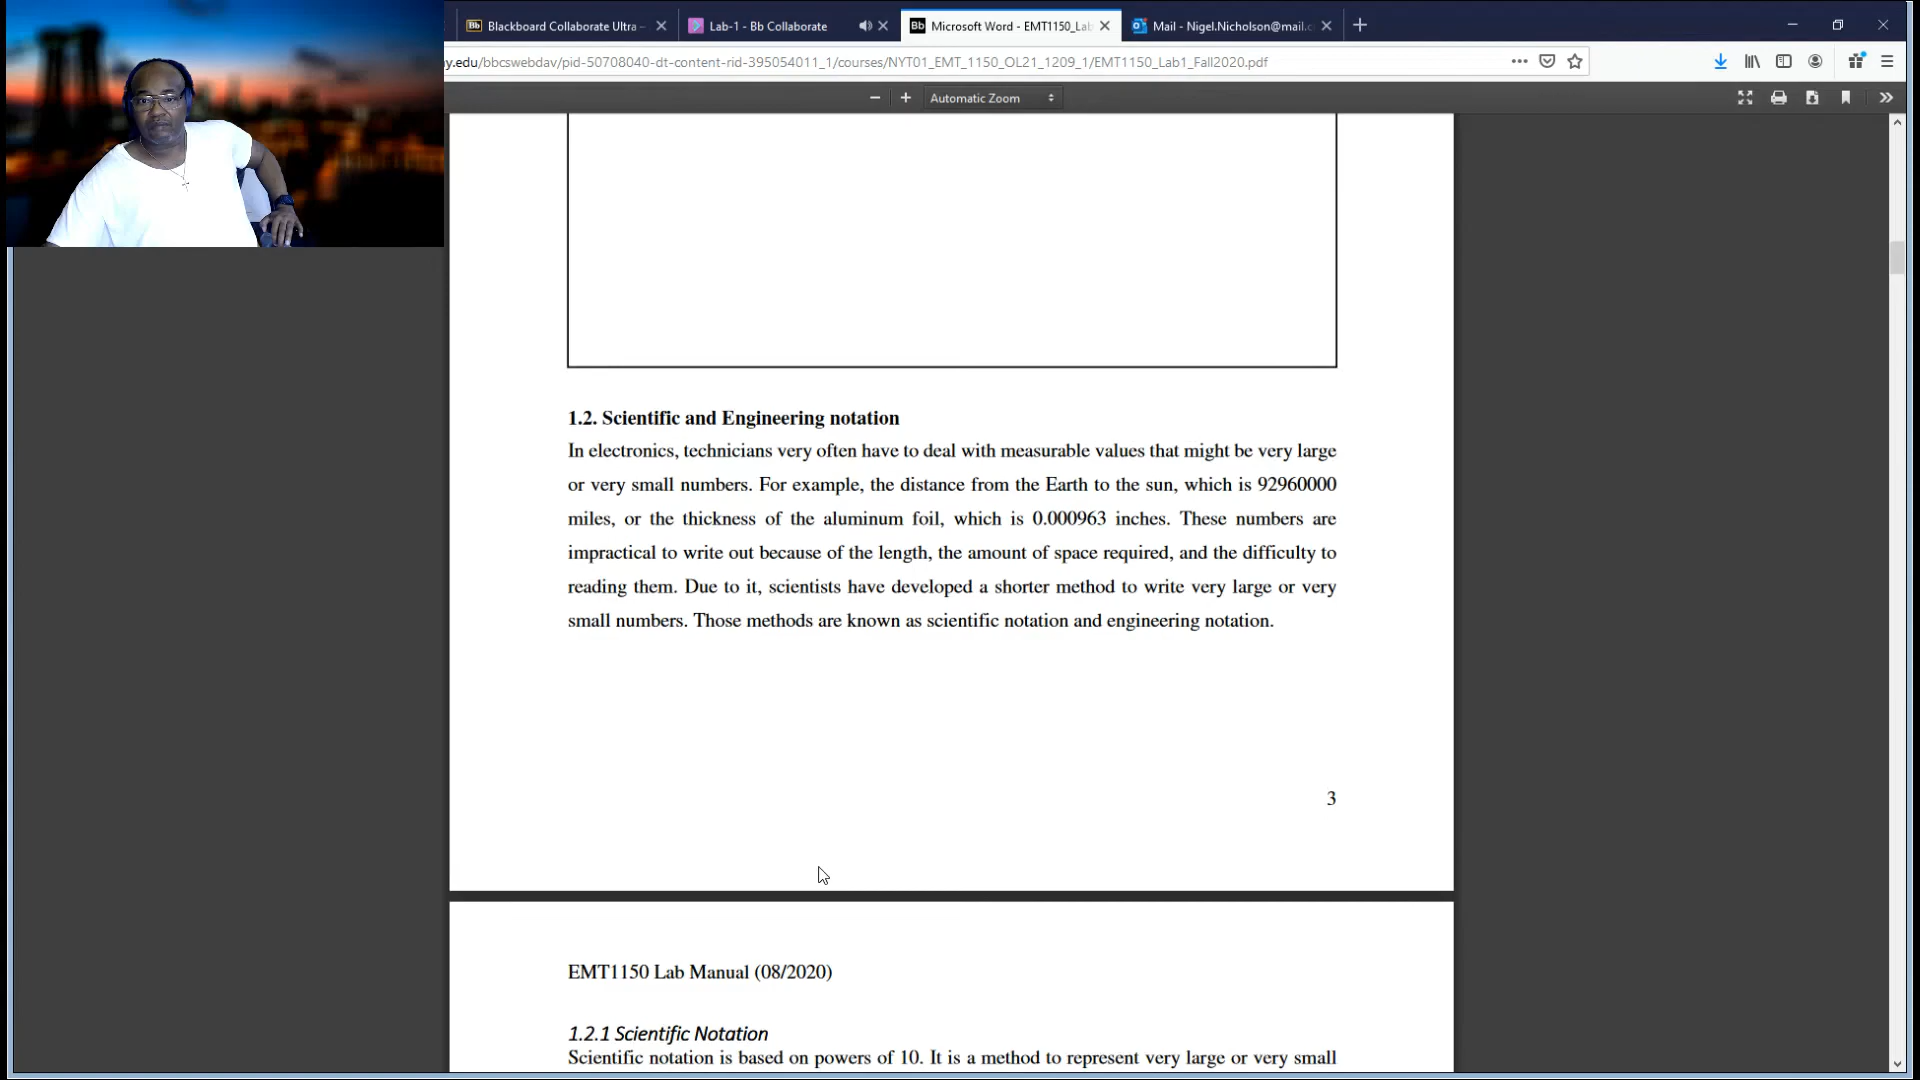 Blackboard Collaborate Ultra –
Lab-1 - Bb Collaborate
Microsoft Word - EMT1150_Lab
Mail - Nigel.Nicholson@mail.c
y.edu/bbcswebdav/pid-50708040-dt-content-rid-395054011_1/courses/NYT01_EMT_1150_OL21_1209_1/EMT1150_Lab1_Fall2020.pdf
Automatic Zoom
1.2. Scientific and Engineering notation
In electronics, technicians very often have to deal with measurable values that might be very large
or very small numbers. For example, the distance from the Earth to the sun, which is 92960000
miles, or the thickness of the aluminum foil, which is 0.000963 inches. These numbers are
impractical to write out because of the length, the amount of space required, and the difficulty to
reading them. Due to it, scientists have developed a shorter method to write very large or very
small numbers. Those methods are known as scientific notation and engineering notation.
3
EMT1150 Lab Manual (08/2020)
1.2.1 Scientific Notation
Scientific notation is based on powers of 10. It is a method to represent very large or very small